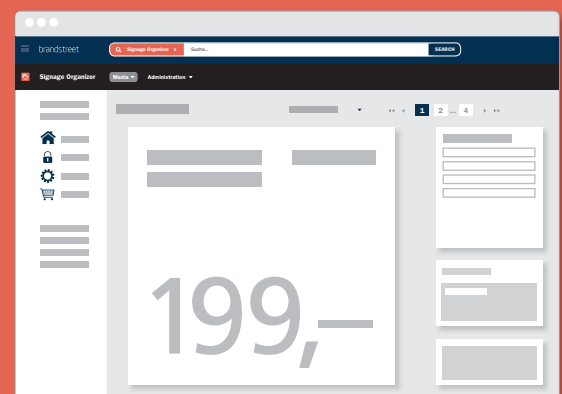 brandstreet Signage Organizer x Suche... SEARCH
Signage Organizer Media Administration
1 2 ... 4
199,–